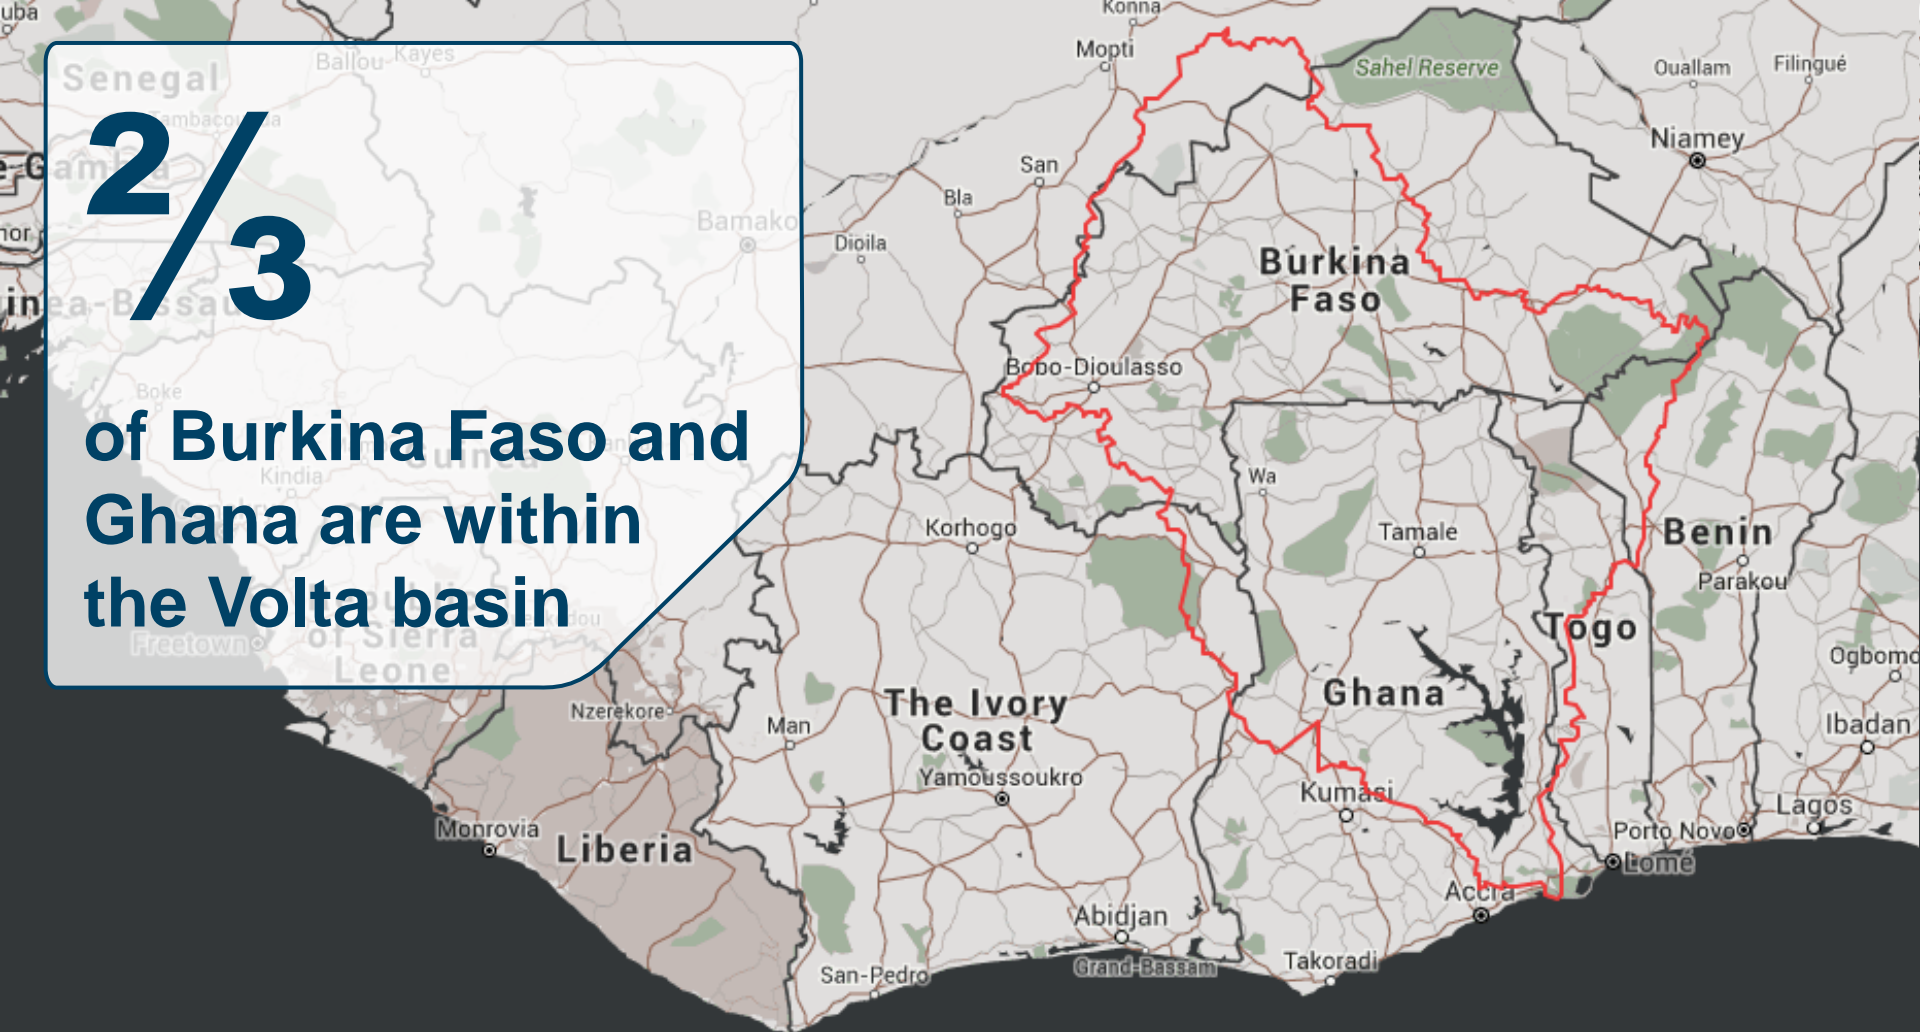 2/3
of Burkina Faso and
Ghana are within
the Volta basin
Konna
Mopti
Ballou
Kayes
Senegal
Sahel Reserve
Ouallam
Filingué
Niamey
San
Bla
Bamako
Dioila
Burkina
Faso
Boke
Bobo-Dioulasso
Guinea
Kindia
Wa
Korhogo
Tamale
Benin
Parakou
Togo
Freetown
of Sierra
Leone
Ogbomo
Nzerekore
Man
The Ivory
Coast
Ghana
Ibadan
Yamoussoukro
Kumasi
Lagos
Monrovia
Liberia
Porto Novo
Lomé
Accra
Abidjan
Grand-Bassam
San-Pedro
Takoradi